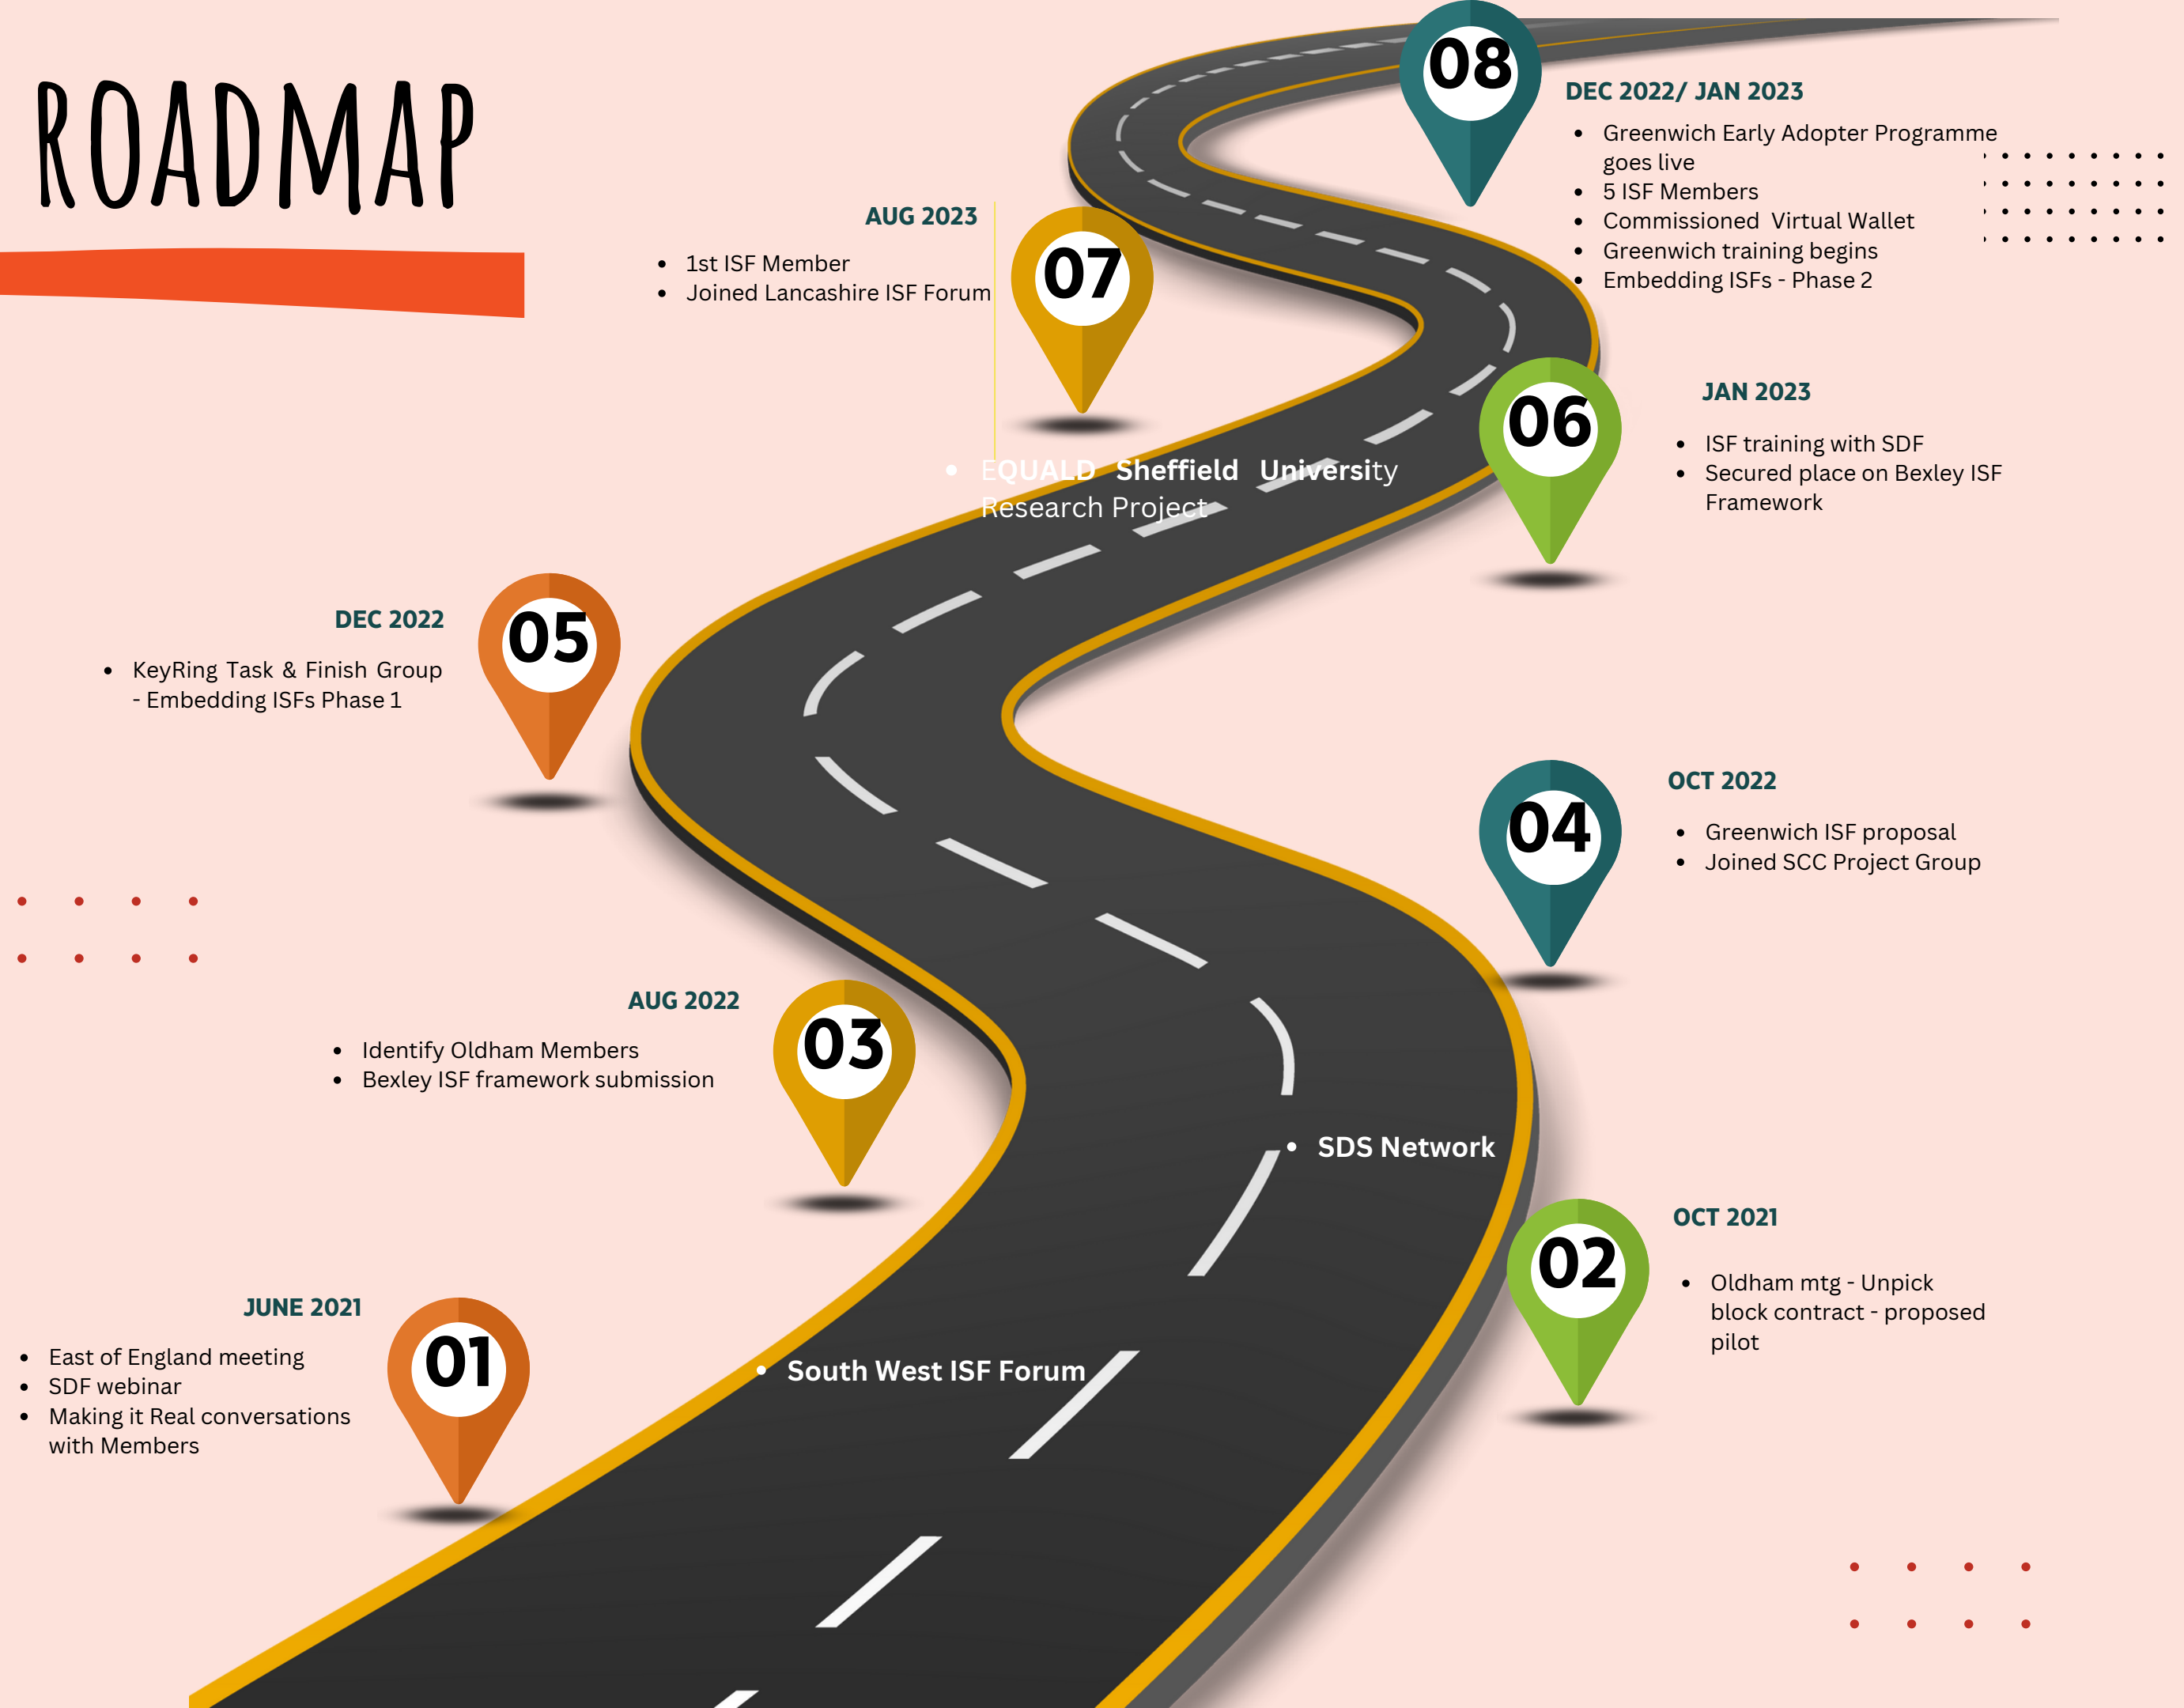 ROADMAP
08
DEC 2022/ JAN 2023
• Greenwich Early Adopter Programme
goes live
• 5 ISF Members
• Commissioned Virtual Wallet
• Greenwich training begins
• Embedding ISFs - Phase 2
AUG 2023
• 1st ISF Member
• Joined Lancashire ISF Forum
07
06
JAN 2023
• ISF training with SDF
• Secured place on Bexley ISF
Framework
• EQUALD Sheffield University
Research Project
05
DEC 2022
• KeyRing Task & Finish Group
- Embedding ISFs Phase 1
04
OCT 2022
• Greenwich ISF proposal
• Joined SCC Project Group
03
AUG 2022
• Identify Oldham Members
• Bexley ISF framework submission
• SDS Network
02
OCT 2021
• Oldham mtg - Unpick
block contract - proposed
pilot
01
JUNE 2021
• East of England meeting
• SDF webinar
• Making it Real conversations
with Members
• South West ISF Forum